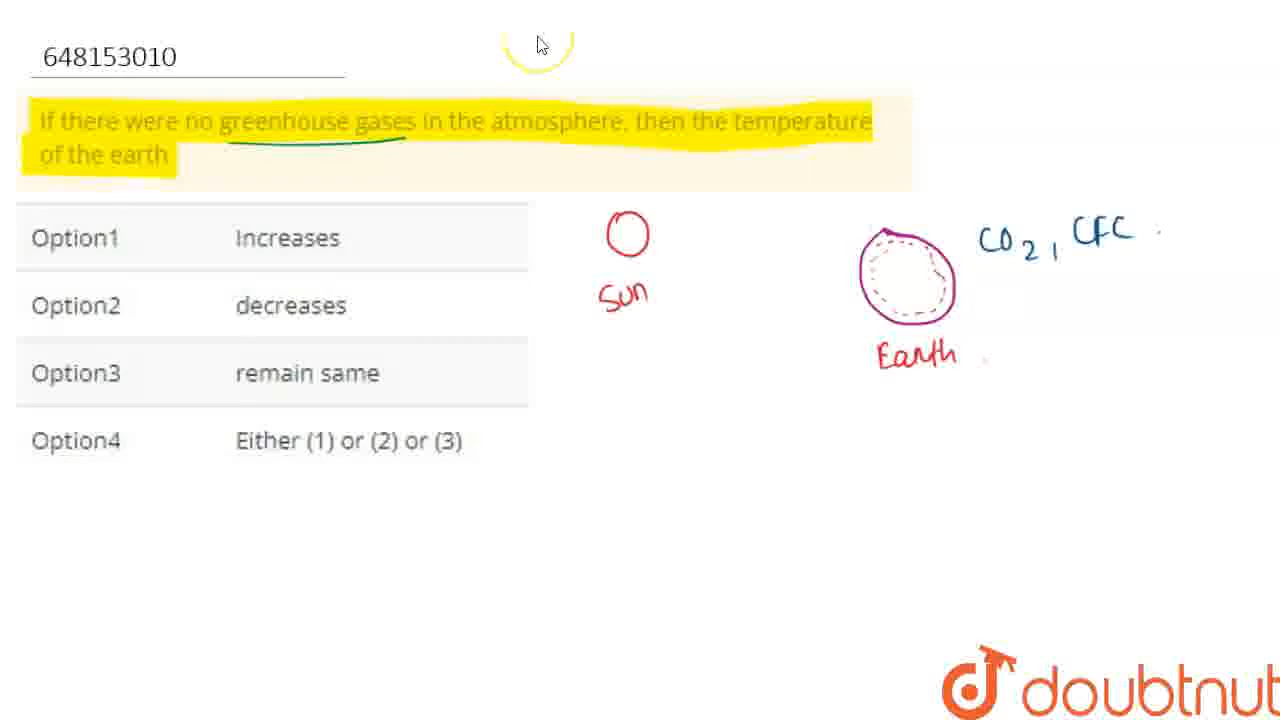 648153010
If there were no greenhouse gases in the atmosphere, then the temperature
of the earth
Option1 Increases
Option2 decreases
Option3 remain same
Option4 Either (1) or (2) or (3)
Sun
CO2, CFC
Earth
doubtnut